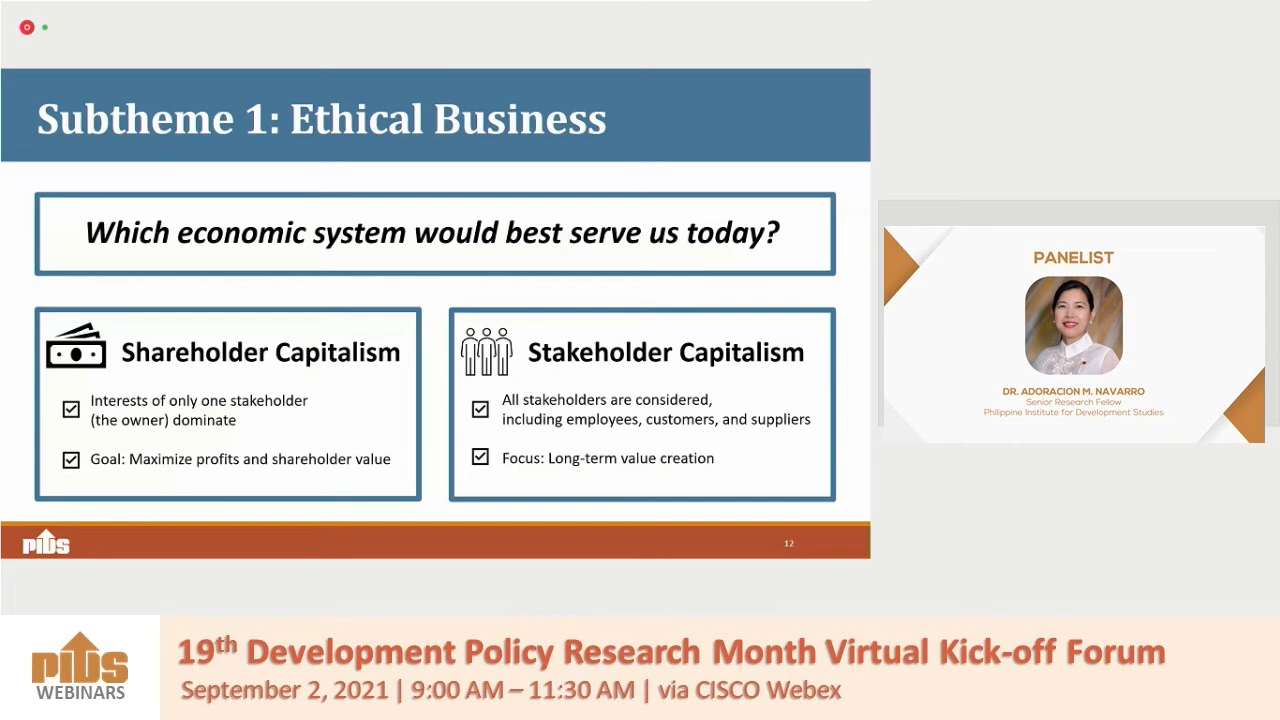 Subtheme 1: Ethical Business
Which economic system would best serve us today?
Shareholder Capitalism
Interests of only one stakeholder
(the owner) dominate
Goal: Maximize profits and shareholder value
Stakeholder Capitalism
All stakeholders are considered,
including employees, customers, and suppliers
Focus: Long-term value creation
PIDS
12
PANELIST
DR. ADORACION M. NAVARRO
Senior Research Fellow
Philippine Institute for Development Studies
PIDS
WEBINARS
19th Development Policy Research Month Virtual Kick-off Forum
September 2, 2021 | 9:00 AM – 11:30 AM | via CISCO Webex